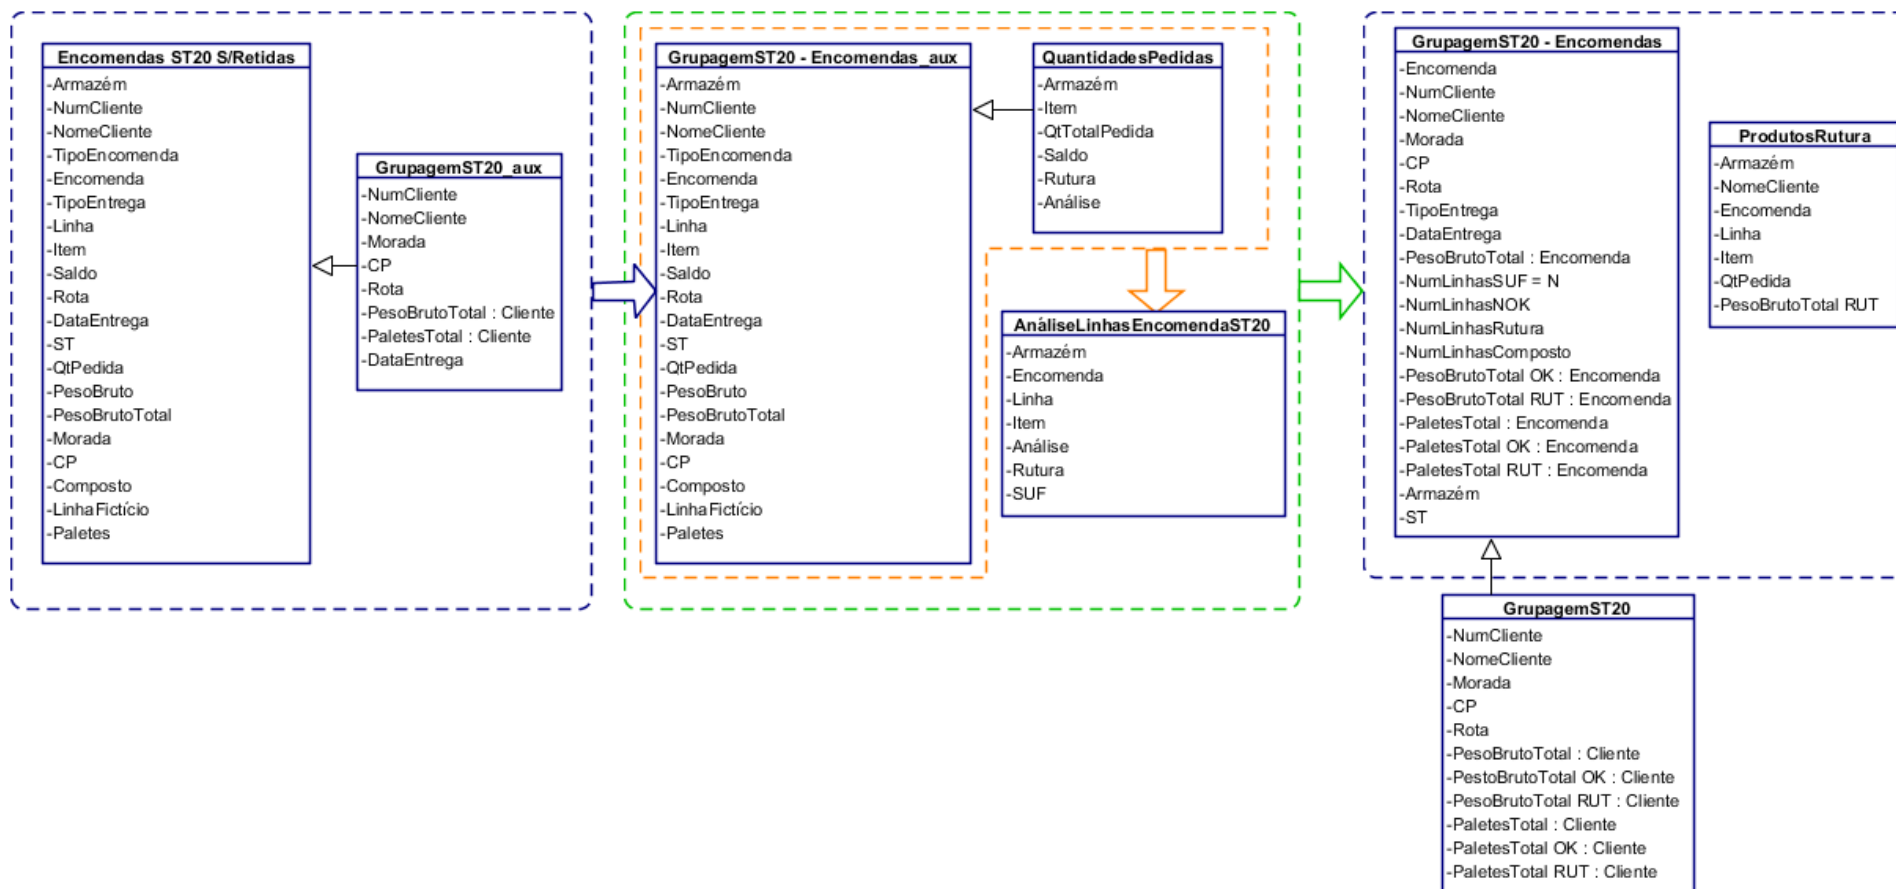 Encomendas ST20 S/Retidas
-Armazém
-NumCliente
-NomeCliente
-TipoEncomenda
-Encomenda
-TipoEntrega
-Linha
-Item
-Saldo
-Rota
-DataEntrega
-ST
-QtPedida
-PesoBruto
-PesoBrutoTotal
-Morada
-CP
-Composto
-LinhaFictício
-Paletes
GrupagemST20_aux
-NumCliente
-NomeCliente
-Morada
-CP
-Rota
-PesoBrutoTotal : Cliente
-PaletesTotal : Cliente
-DataEntrega
GrupagemST20 - Encomendas_aux
-Armazém
-NumCliente
-NomeCliente
-TipoEncomenda
-Encomenda
-TipoEntrega
-Linha
-Item
-Saldo
-Rota
-DataEntrega
-ST
-QtPedida
-PesoBruto
-PesoBrutoTotal
-Morada
-CP
-Composto
-LinhaFictício
-Paletes
QuantidadesPedidas
-Armazém
-Item
-QtTotalPedida
-Saldo
-Rutura
-Análise
AnáliseLinhasEncomendaST20
-Armazém
-Encomenda
-Linha
-Item
-Análise
-Rutura
-SUF
GrupagemST20 - Encomendas
-Encomenda
-NumCliente
-NomeCliente
-Morada
-CP
-Rota
-TipoEntrega
-DataEntrega
-PesoBrutoTotal : Encomenda
-NumLinhasSUF = N
-NumLinhasNOK
-NumLinhasRutura
-NumLinhasComposto
-PesoBrutoTotal OK : Encomenda
-PesoBrutoTotal RUT : Encomenda
-PaletesTotal : Encomenda
-PaletesTotal OK : Encomenda
-PaletesTotal RUT : Encomenda
-Armazém
-ST
ProdutosRutura
-Armazém
-NomeCliente
-Encomenda
-Linha
-Item
-QtPedida
-PesoBrutoTotal RUT
GrupagemST20
-NumCliente
-NomeCliente
-Morada
-CP
-Rota
-PesoBrutoTotal : Cliente
-PestoBrutoTotal OK : Cliente
-PesoBrutoTotal RUT : Cliente
-PaletesTotal : Cliente
-PaletesTotal OK : Cliente
-PaletesTotal RUT : Cliente